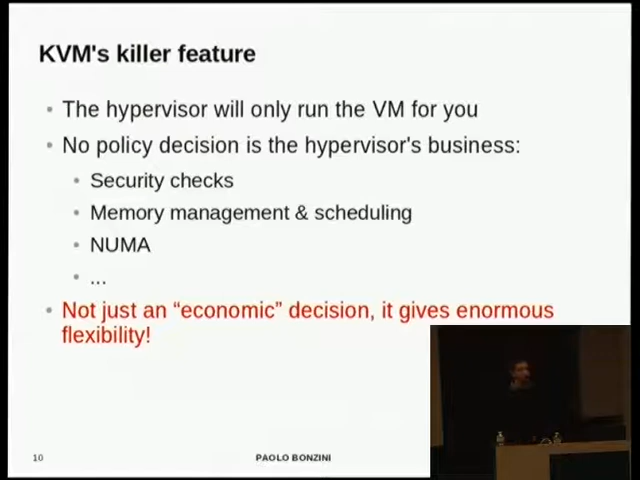 KVM's killer feature
• The hypervisor will only run the VM for you
• No policy decision is the hypervisor's business:
• Security checks
• Memory management & scheduling
• NUMA
• ...
• Not just an “economic” decision, it gives enormous
flexibility!
10
PAOLO BONZINI